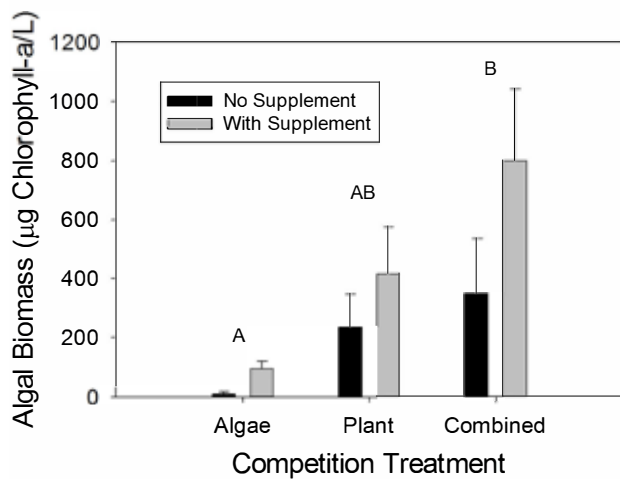 1200
1000
800
600
400
200
0
Algal Biomass (µg Chlorophyll-a/L)
No Supplement
With Supplement
A
AB
B
Algae Plant Combined
Competition Treatment